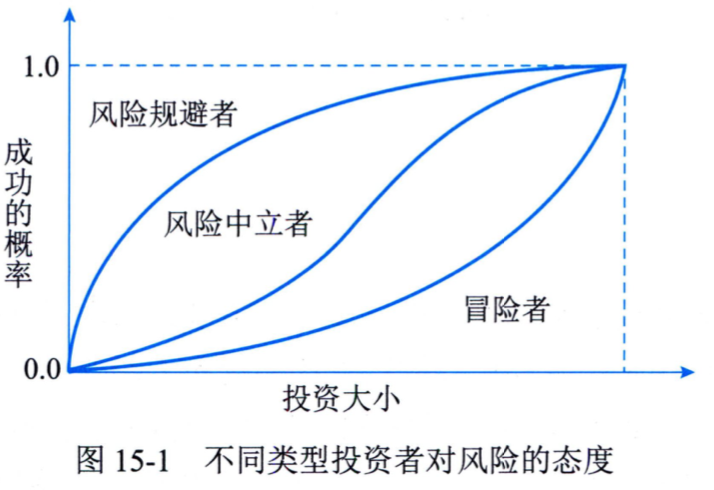 1.0
风险规避者
成功的概率
风险中立者
冒险者
0.0
投资大小
图 15-1 不同类型投资者对风险的态度